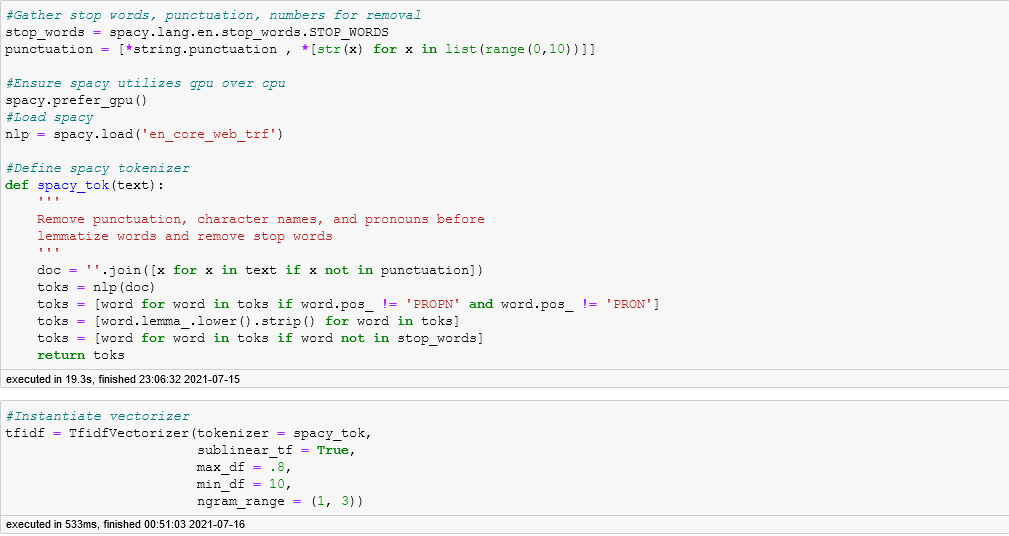 #Gather stop words, punctuation, numbers for removal
stop_words = spacy.lang.en.stop_words.STOP_WORDS
punctuation = [*string.punctuation , *[str(x) for x in list(range(0,10))]]

#Ensure spacy utilizes gpu over cpu
spacy.prefer_gpu()
#Load spacy
nlp = spacy.load('en_core_web_trf')

#Define spacy tokenizer
def spacy_tok(text):
    '''
    Remove punctuation, character names, and pronouns before
    lemmatize words and remove stop words
    '''
    doc = ''.join([x for x in text if x not in punctuation])
    toks = nlp(doc)
    toks = [word for word in toks if word.pos_ != 'PROPN' and word.pos_ != 'PRON']
    toks = [word.lemma_.lower().strip() for word in toks]
    toks = [word for word in toks if word not in stop_words]
    return toks
executed in 19.3s, finished 23:06:32 2021-07-15

#Instantiate vectorizer
tfidf = TfidfVectorizer(tokenizer = spacy_tok,
                        sublinear_tf = True,
                        max_df = .8,
                        min_df = 10,
                        ngram_range = (1, 3))
executed in 533ms, finished 00:51:03 2021-07-16